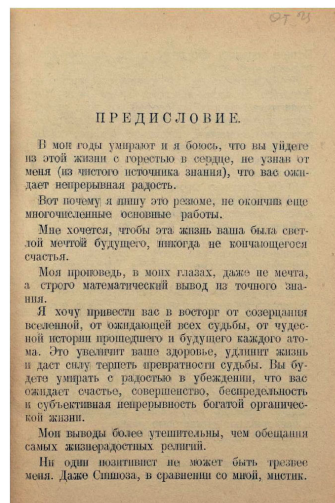 ПРЕДИСЛОВИЕ.
В мои годы умирают и я боюсь, что вы уйдете
из этой жизни с горестью в сердце, не узнав от
меня (из чистого источника знания), что вас ожи-
дает непрерывная радость.
Вот почему я пишу это резюме, не окончив еще
многочисленные основные работы.
Мне хочется, чтобы эта жизнь ваша была свет-
лой мечтой будущего, никогда не кончающегося
счастья.
Моя проповедь, в моих глазах, даже не мечта,
а строго математический вывод из точного зна-
ния.
Я хочу привести вас в восторг от созерцания
вселенной, от ожидающей всех судьбы, от чудес-
ной истории прошедшего и будущего каждого ато-
ма. Это увеличит ваше здоровье, удлинит жизнь
и даст силу терпеть превратности судьбы. Вы бу-
дете умирать с радостью в убеждении, что вас
ожидает счастье, совершенство, беспредельность
и субъективная непрерывность богатой органичес-
кой жизни.
Мои выводы более утешительны, чем обещания
самых жизнерадостных религий.
Ни один позитивист не может быть трезвее
меня. Даже Спиноза, в сравнении со мной, мистик.